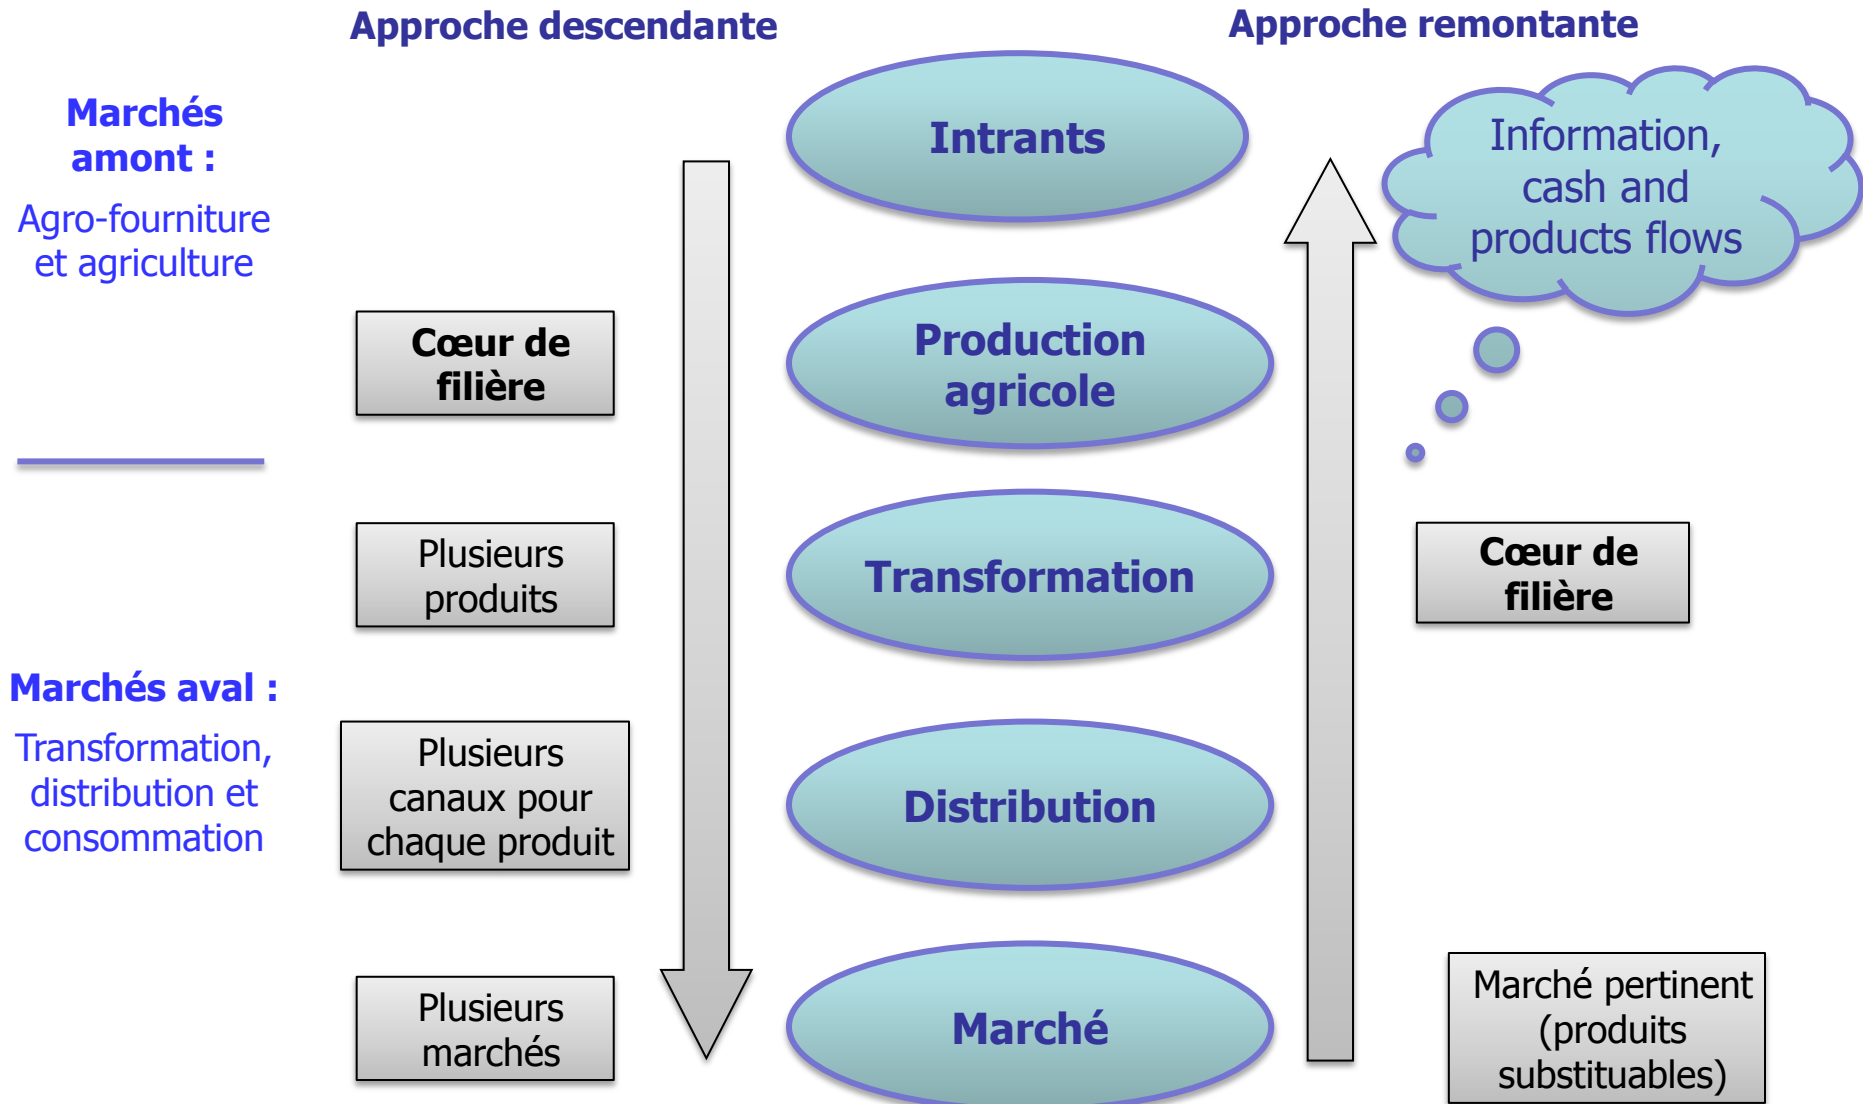 Approche descendante
Approche remontante
Marchés
amont :
Agro-fourniture
et agriculture
Intrants
Information,
cash and
products flows
Cœur de
filière
Production
agricole
Plusieurs
produits
Transformation
Cœur de
filière
Marchés aval :
Transformation,
distribution et
consommation
Plusieurs
canaux pour
chaque produit
Distribution
Plusieurs
marchés
Marché
Marché pertinent
(produits
substituables)